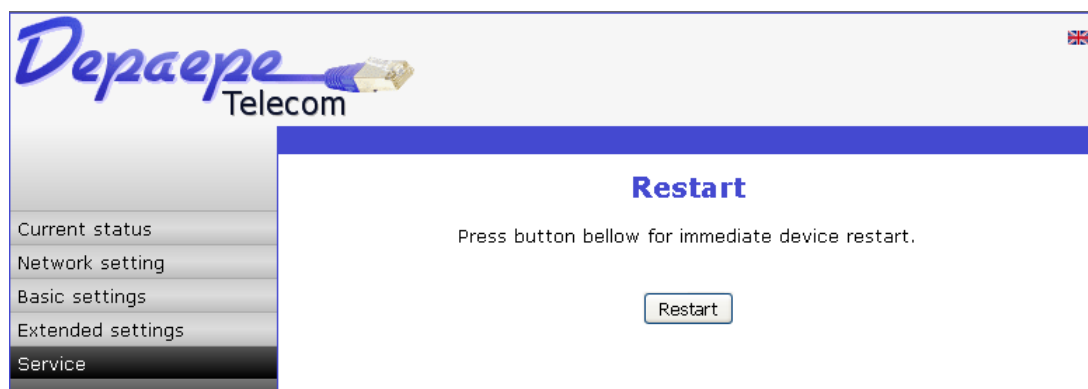 Depaepe
Telecom
Restart
Press button bellow for immediate device restart.
Restart
Current status
Network setting
Basic settings
Extended settings
Service